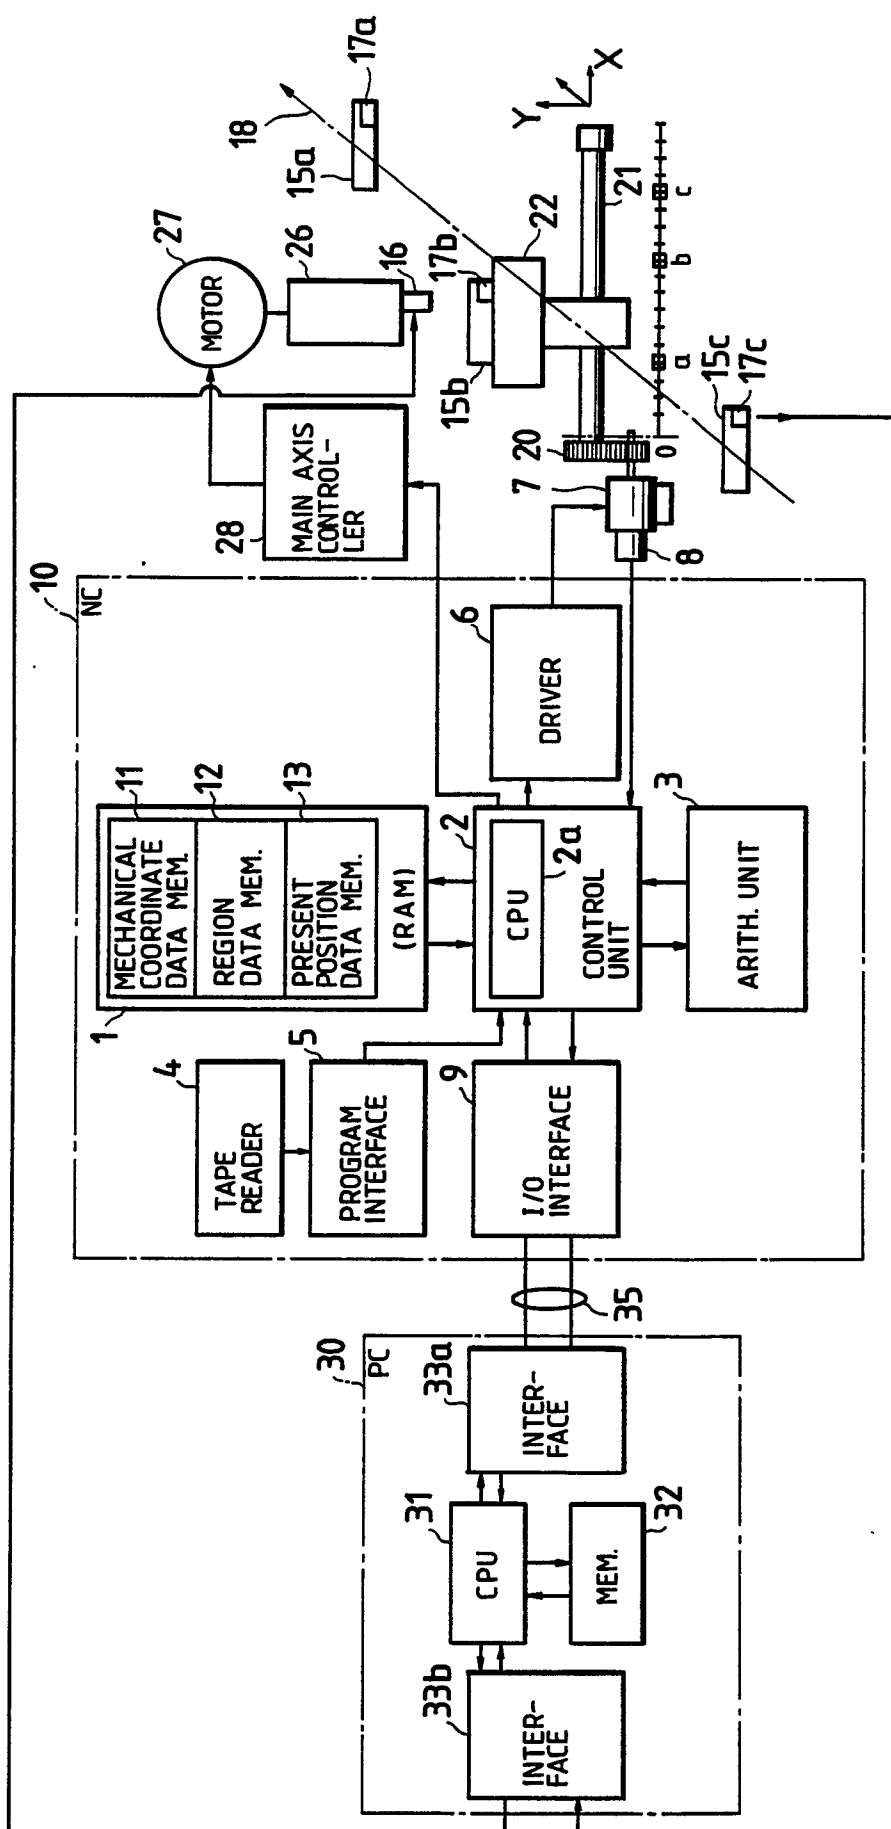 10
NC
1
11
MECHANICAL
COORDINATE
DATA MEM.
12
REGION
DATA MEM.
13
PRESENT
POSITION
DATA MEM.
(RAM)
4
TAPE
READER
5
PROGRAM
INTERFACE
9
I/O
INTERFACE
2
CPU
2a
CONTROL
UNIT
3
ARITH. UNIT
6
DRIVER
28
MAIN AXIS
CONTROL-
LER
27
MOTOR
26
16
18
15a
17a
15b
17b
22
Y
X
20
21
7
8
0
a
b
c
15c
17c
30
PC
33b
INTER-
FACE
31
CPU
32
MEM.
33a
INTER-
FACE
35